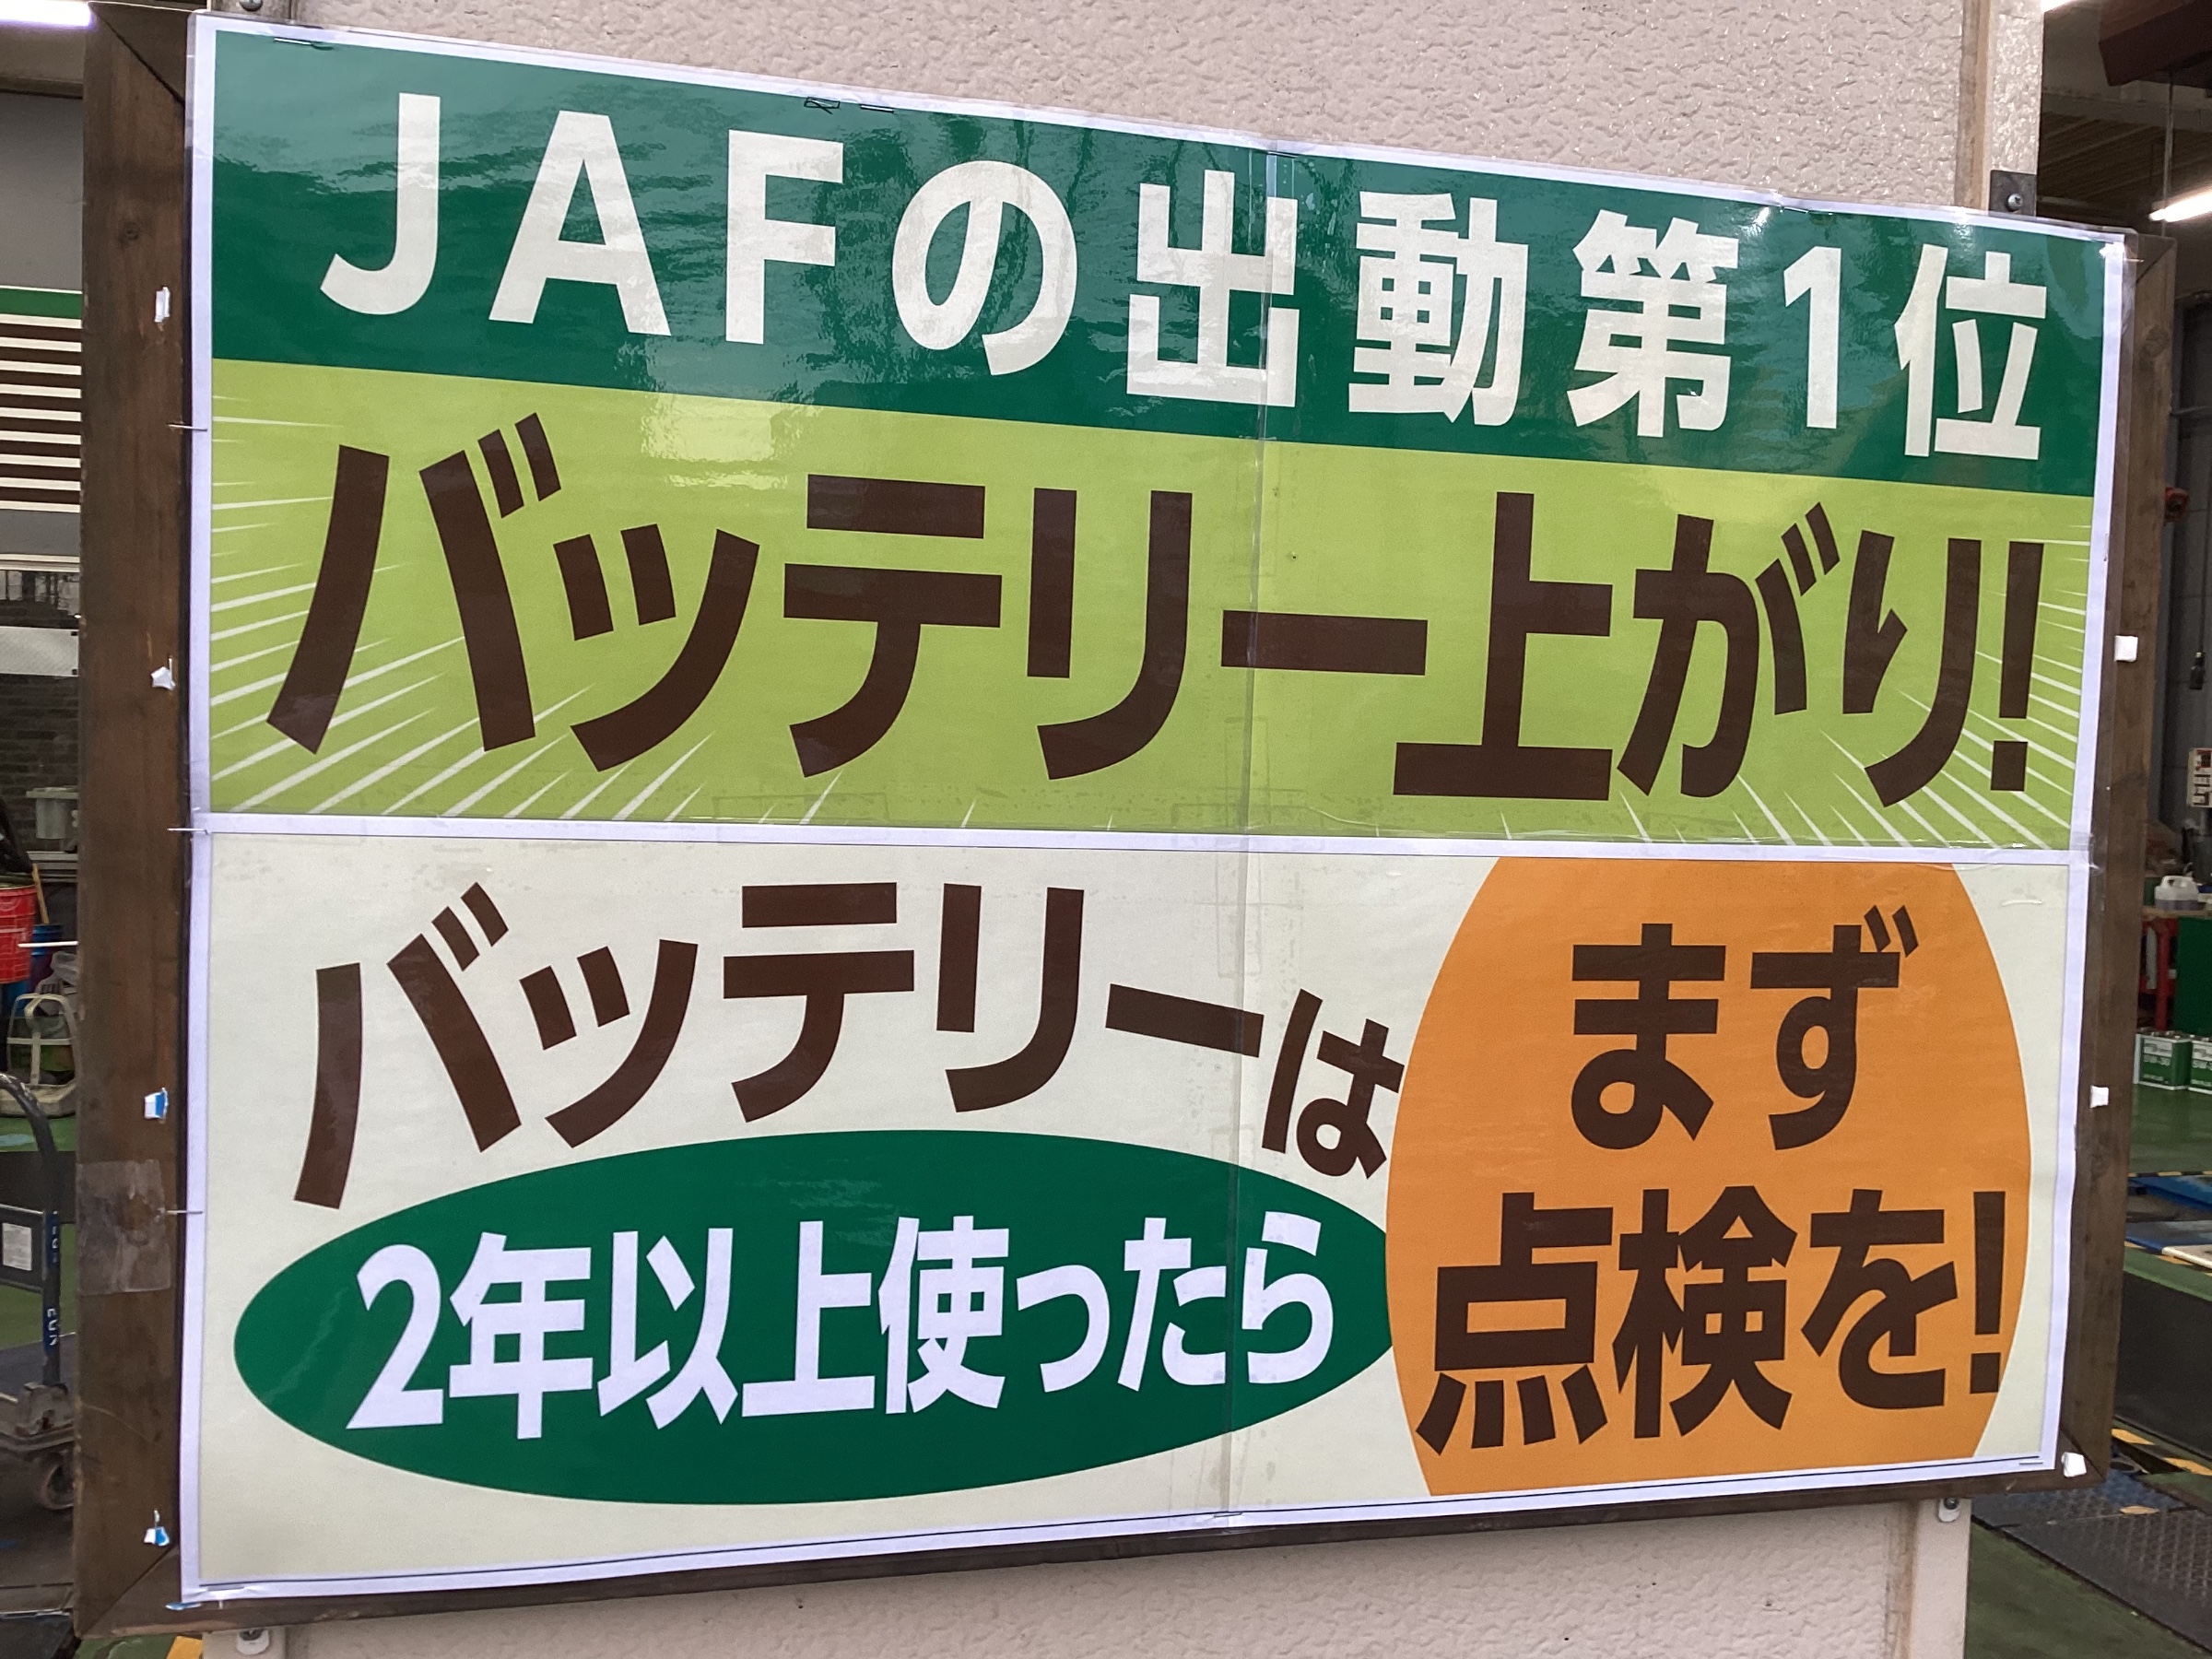 JAFの出動第1位
バッテリー上がり!
バッテリーは
2年以上使ったら
まず
点検を!